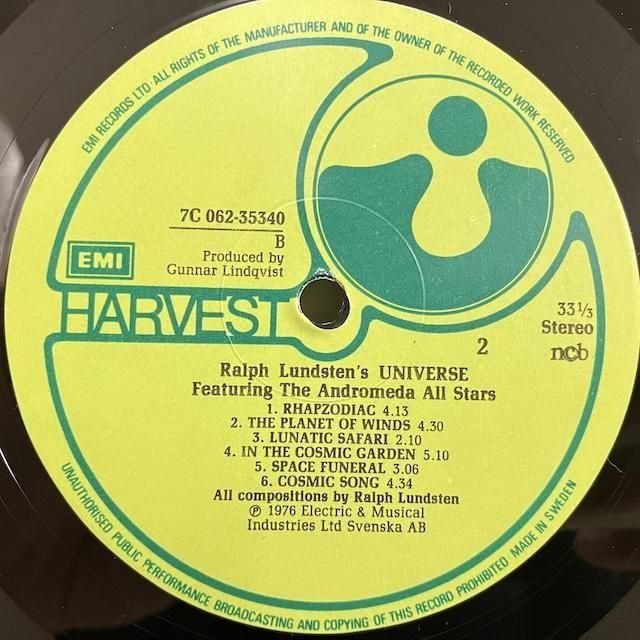 EMI RECORDS LTD · ALL RIGHTS OF THE MANUFACTURER AND OF THE OWNER OF THE RECORDED WORK RESERVED
7C 062-35340
B
Produced by
Gunnar Lindqvist
EMI
HARVEST
33 1/3
Stereo
ncb
2
Ralph Lundsten's UNIVERSE
Featuring The Andromeda All Stars
1. RHAPZODIAC 4.13
2. THE PLANET OF WINDS 4.30
3. LUNATIC SAFARI 2.10
4. IN THE COSMIC GARDEN 5.10
5. SPACE FUNERAL 3.06
6. COSMIC SONG 4.34
All compositions by Ralph Lundsten
℗ 1976 Electric & Musical
Industries Ltd Svenska AB
UNAUTHORISED PUBLIC PERFORMANCE BROADCASTING AND COPYING OF THIS RECORD PROHIBITED · MADE IN SWEDEN